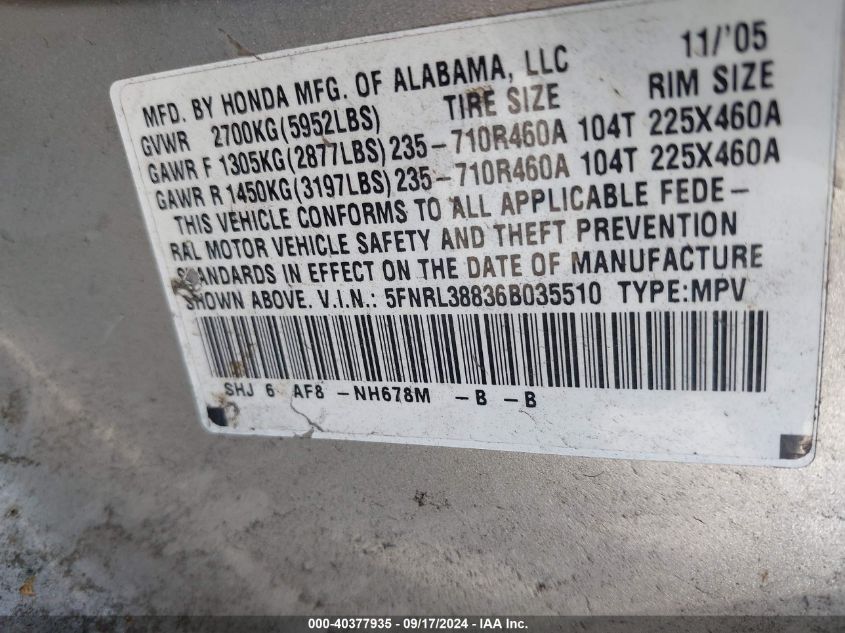 MFD. BY HONDA MFG. OF ALABAMA, LLC 11/'05
GVWR 2700KG(5952LBS) TIRE SIZE RIM SIZE
GAWR F 1305KG(2877LBS) 235-710R460A 104T 225X460A
GAWR R 1450KG(3197LBS) 235-710R460A 104T 225X460A
THIS VEHICLE CONFORMS TO ALL APPLICABLE FEDE-
RAL MOTOR VEHICLE SAFETY AND THEFT PREVENTION
STANDARDS IN EFFECT ON THE DATE OF MANUFACTURE
SHOWN ABOVE. V.I.N.: 5FNRL38836B035510 TYPE:MPV
SHJ 6 AF8 -NH678M -B -B
000-40377935 - 09/17/2024 - IAAI Inc.